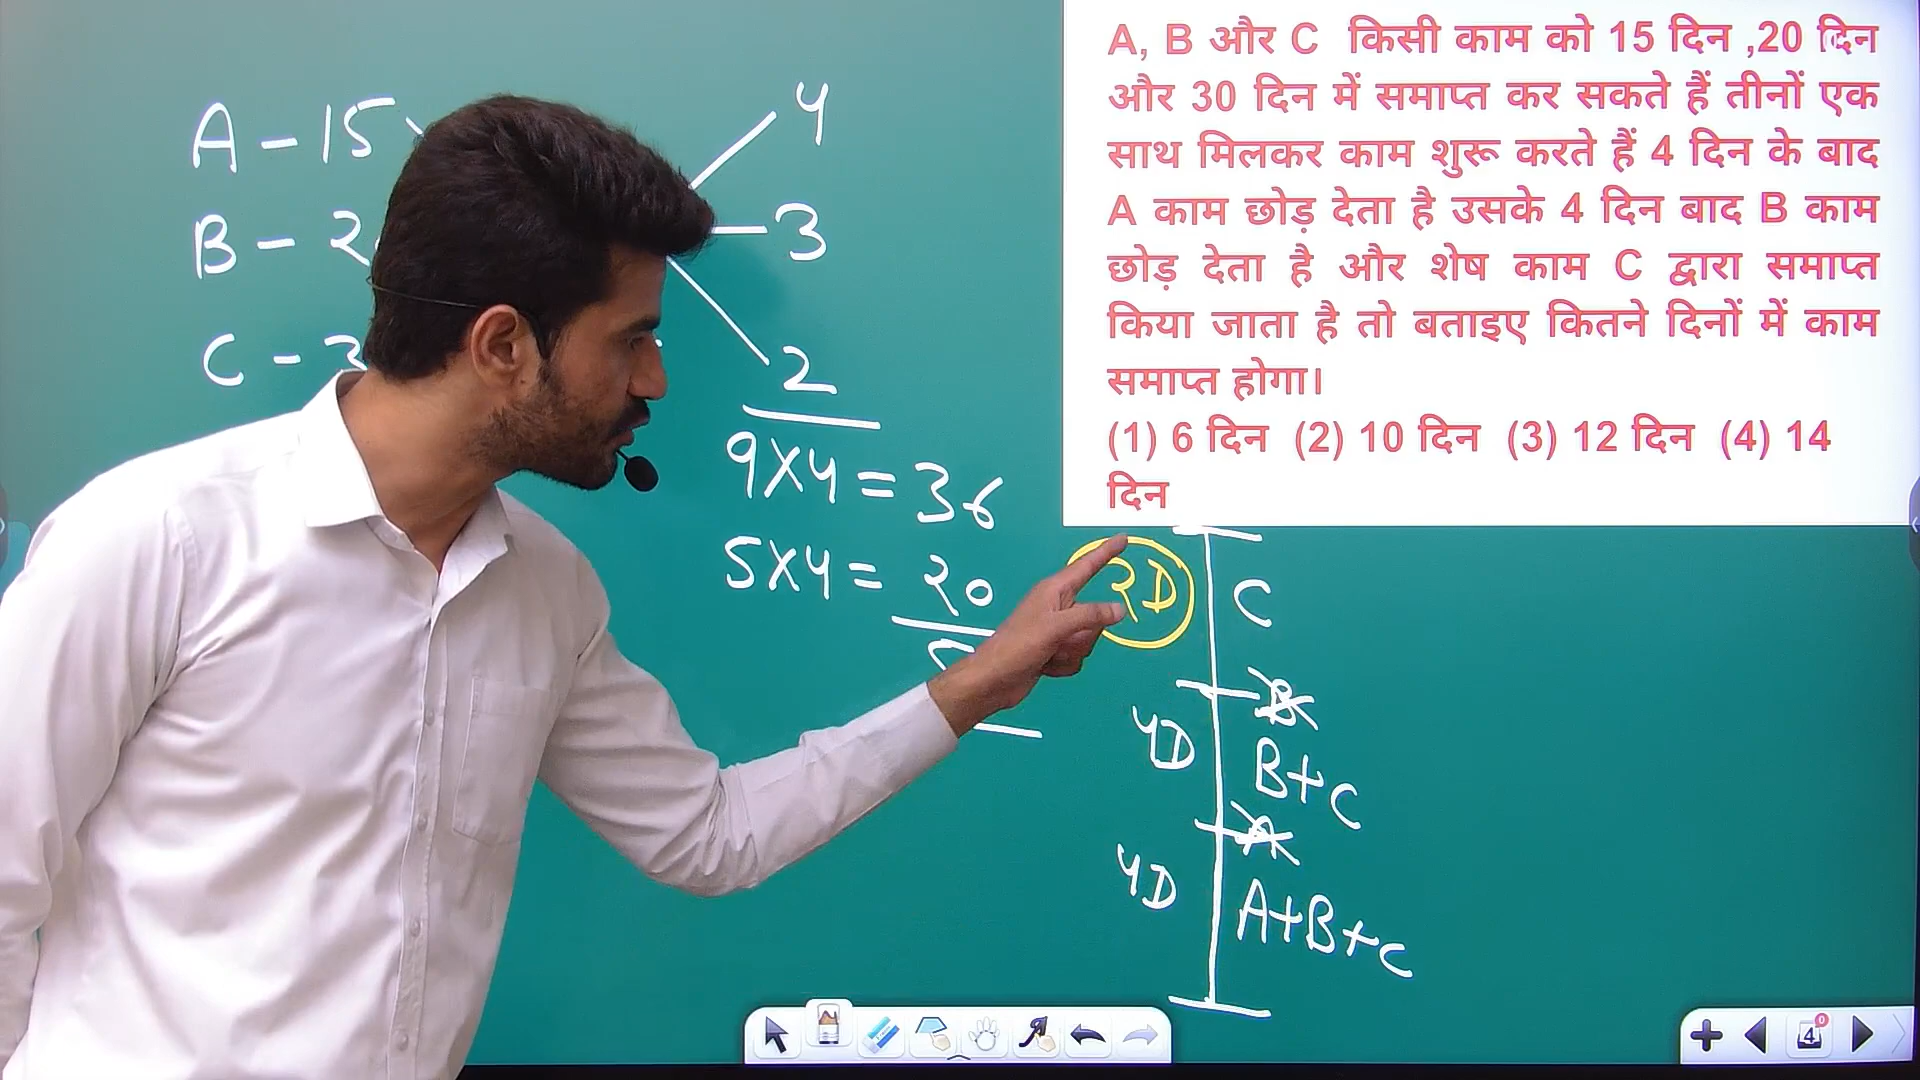 A, B और C किसी काम को 15 दिन ,20 दिन
और 30 दिन में समाप्त कर सकते हैं तीनों एक
साथ मिलकर काम शुरू करते हैं 4 दिन के बाद
A काम छोड़ देता है उसके 4 दिन बाद B काम
छोड़ देता है और शेष काम C द्वारा समाप्त
किया जाता है तो बताइए कितने दिनों में काम
समाप्त होगा।
(1) 6 दिन (2) 10 दिन (3) 12 दिन (4) 14
दिन
A - 15
B - 2
C - 3
4
3
2
9X4 = 36
5X4 = 20
2D C
B
4D B+C
A
4D A+B+C
4
0